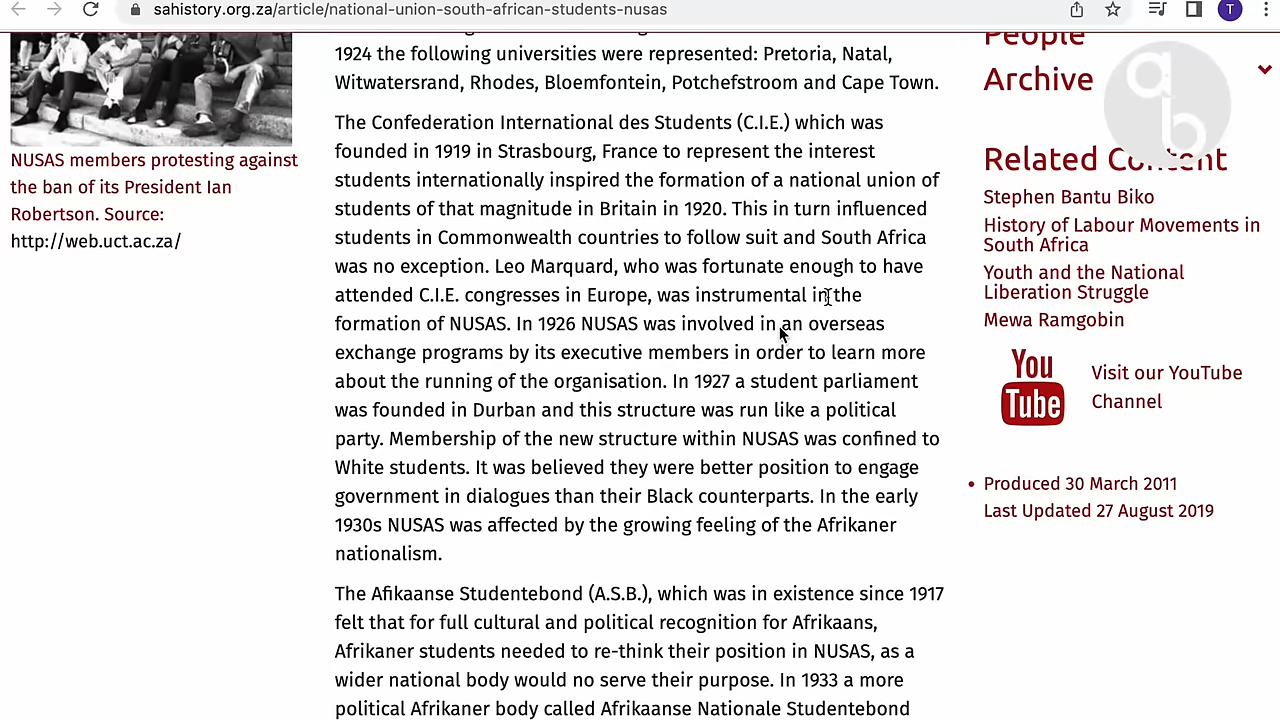 sahistory.org.za/article/national-union-south-african-students-nusas
T
NUSAS members protesting against
the ban of its President Ian
Robertson. Source:
http://web.uct.ac.za/
1924 the following universities were represented: Pretoria, Natal,
Witwatersrand, Rhodes, Bloemfontein, Potchefstroom and Cape Town.
The Confederation International des Students (C.I.E.) which was
founded in 1919 in Strasbourg, France to represent the interest
students internationally inspired the formation of a national union of
students of that magnitude in Britain in 1920. This in turn influenced
students in Commonwealth countries to follow suit and South Africa
was no exception. Leo Marquard, who was fortunate enough to have
attended C.I.E. congresses in Europe, was instrumental in the
formation of NUSAS. In 1926 NUSAS was involved in an overseas
exchange programs by its executive members in order to learn more
about the running of the organisation. In 1927 a student parliament
was founded in Durban and this structure was run like a political
party. Membership of the new structure within NUSAS was confined to
White students. It was believed they were better position to engage
government in dialogues than their Black counterparts. In the early
1930s NUSAS was affected by the growing feeling of the Afrikaner
nationalism.
The Afikaanse Studentebond (A.S.B.), which was in existence since 1917
felt that for full cultural and political recognition for Afrikaans,
Afrikaner students needed to re-think their position in NUSAS, as a
wider national body would no serve their purpose. In 1933 a more
political Afrikaner body called Afrikaanse Nationale Studentebond
People
Archive
ab
Related Content
Stephen Bantu Biko
History of Labour Movements in
South Africa
Youth and the National
Liberation Struggle
Mewa Ramgobin
You
Tube
Visit our YouTube
Channel
• Produced 30 March 2011
Last Updated 27 August 2019